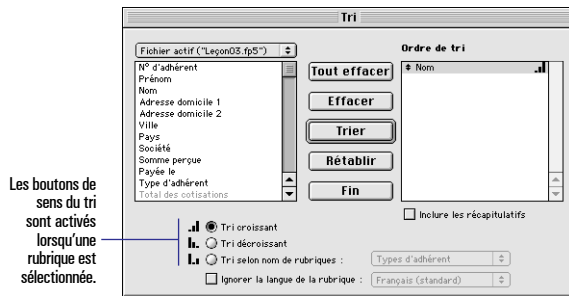 Tri
Fichier actif ("Leçon03.fp5")
N° d'adhérent
Prénom
Nom
Adresse domicile 1
Adresse domicile 2
Ville
Pays
Société
Somme perçue
Payée le
Type d'adhérent
Total des cotisations
Tout effacer
Effacer
Trier
Rétablir
Fin
Ordre de tri
Nom
Inclure les récapitulatifs
Les boutons de
sens du tri
sont activés
lorsqu'une
rubrique est
sélectionnée.
Tri croissant
Tri décroissant
Tri selon nom de rubriques : Types d'adhérent
Ignorer la langue de la rubrique : Français (standard)